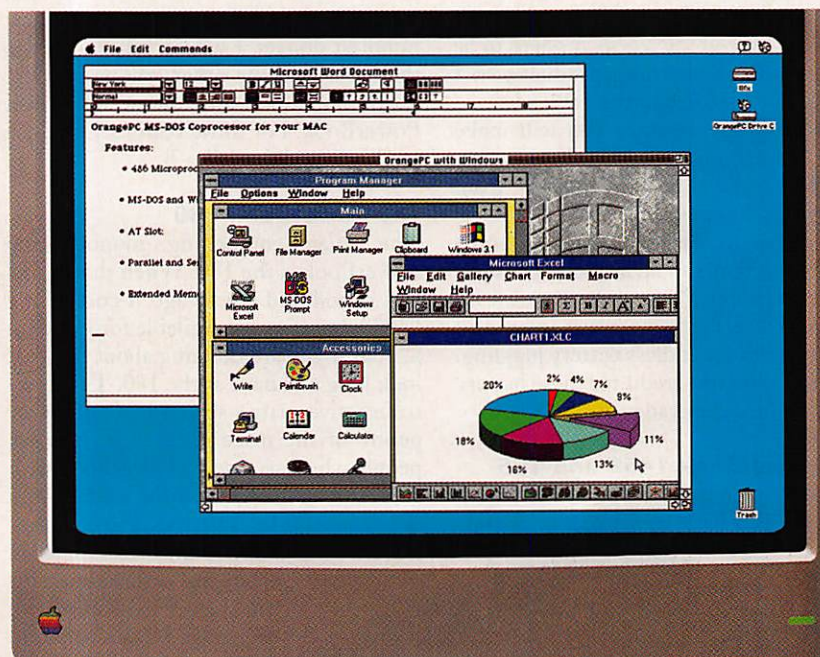 File Edit Commands
Microsoft Word Document
New York 12 B I U
Normal
OrangePC MS-DOS Coprocessor for your MAC
Features:
• 486 Microproc
• MS-DOS and Wi
• AT Slot:
• Parallel and Se
• Extended Memo
OrangePC with Windows
Program Manager
File Options Window Help
Main
Control Panel File Manager Print Manager Clipboard Windows 3.1
Microsoft Excel MS-DOS Prompt Windows Setup
Accessories
Write Paintbrush Clock
Terminal Calendar Calculator
Microsoft Excel
File Edit Gallery Chart Format Macro
Window Help
CHART1.XLC
20% 2% 4% 7%
9%
11%
18%
16% 13%
OrangePC Drive C
Trash